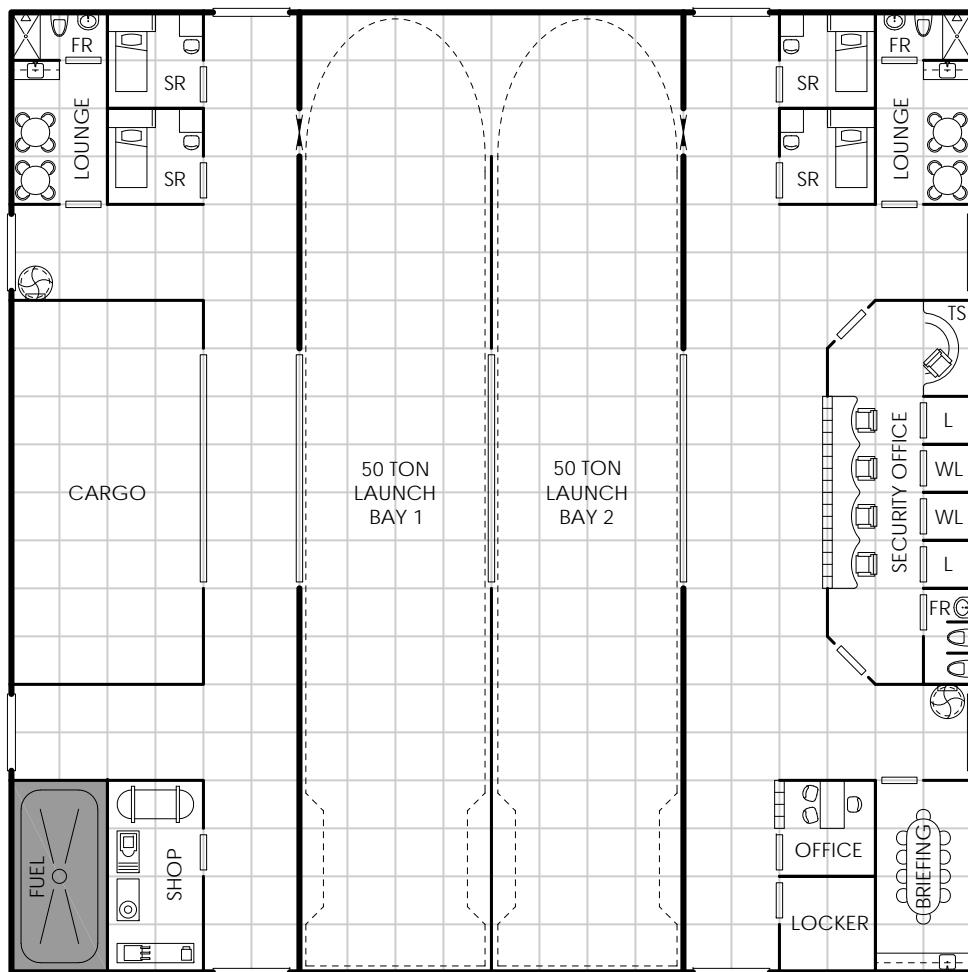 FR
SR
LOUNGE
SR
FR
SR
LOUNGE
SR
CARGO
50 TON
LAUNCH
BAY 1
50 TON
LAUNCH
BAY 2
TS
SECURITY OFFICE
L
WL
WL
L
FR
FUEL
SHOP
OFFICE
BRIEFING
LOCKER